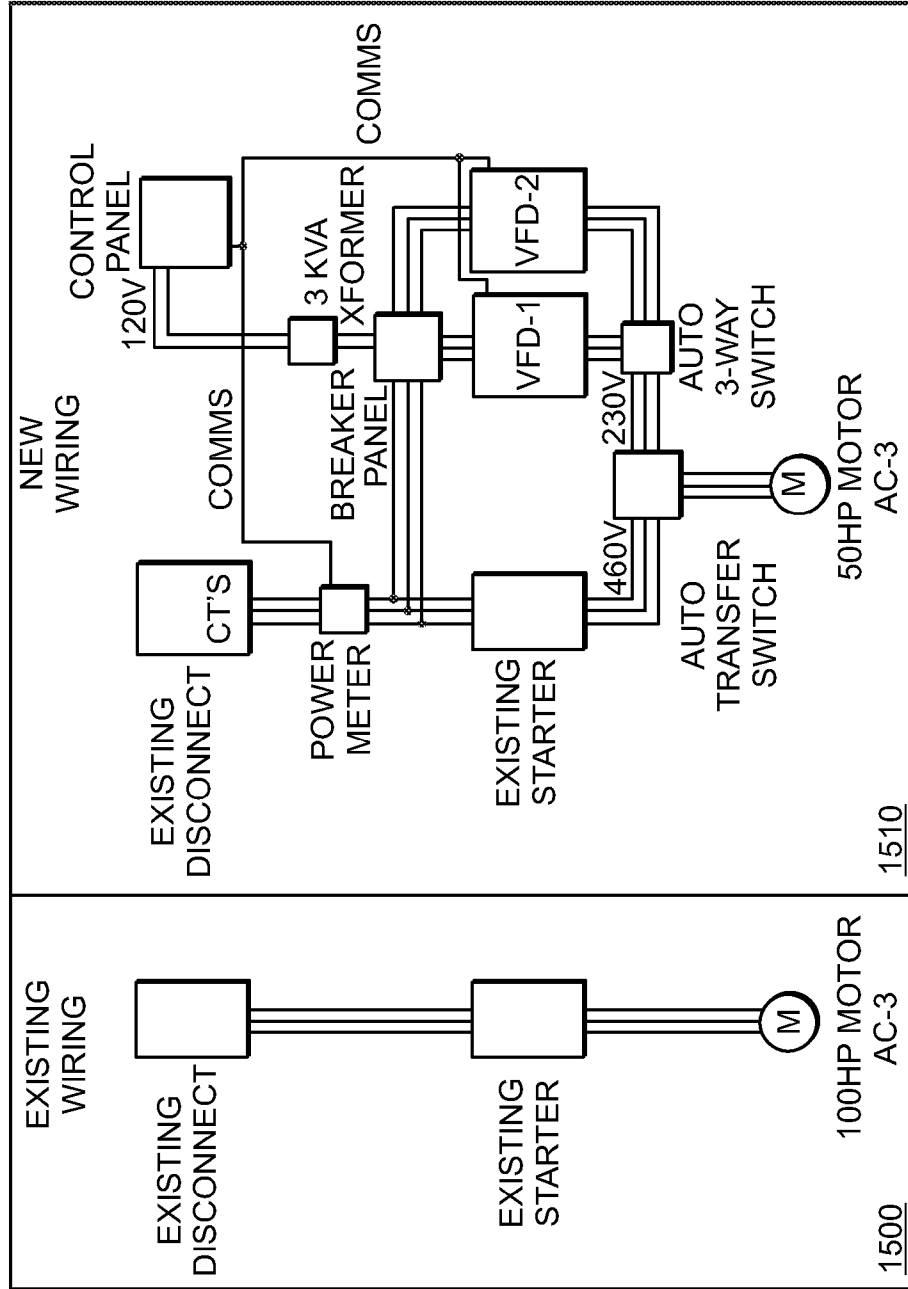 EXISTING
WIRING
EXISTING
DISCONNECT
EXISTING
STARTER
M
100HP MOTOR
AC-3
1500
NEW
WIRING
EXISTING
DISCONNECT
CT'S
POWER
METER
COMMS
120V
CONTROL
PANEL
3 KVA
XFORMER
BREAKER
PANEL
COMMS
EXISTING
STARTER
VFD-1
VFD-2
460V
230V
AUTO
TRANSFER
SWITCH
AUTO
3-WAY
SWITCH
M
50HP MOTOR
AC-3
1510